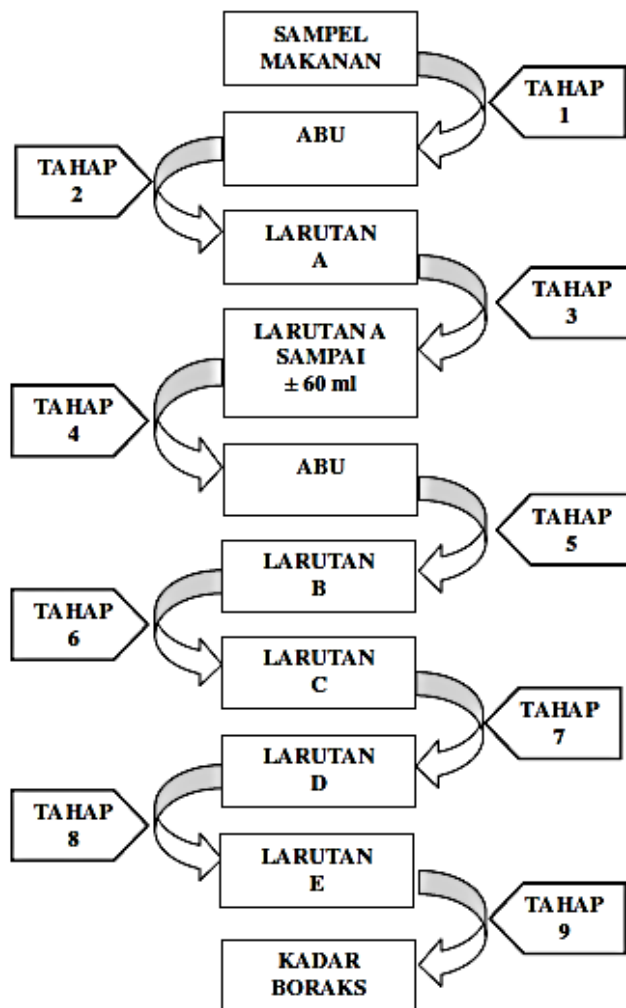 SAMPEL
MAKANAN
TAHAP
1
ABU
TAHAP
2
LARUTAN
A
TAHAP
3
LARUTAN A
SAMPAI
± 60 ml
TAHAP
4
ABU
TAHAP
5
LARUTAN
B
TAHAP
6
LARUTAN
C
TAHAP
7
LARUTAN
D
TAHAP
8
LARUTAN
E
TAHAP
9
KADAR
BORAKS